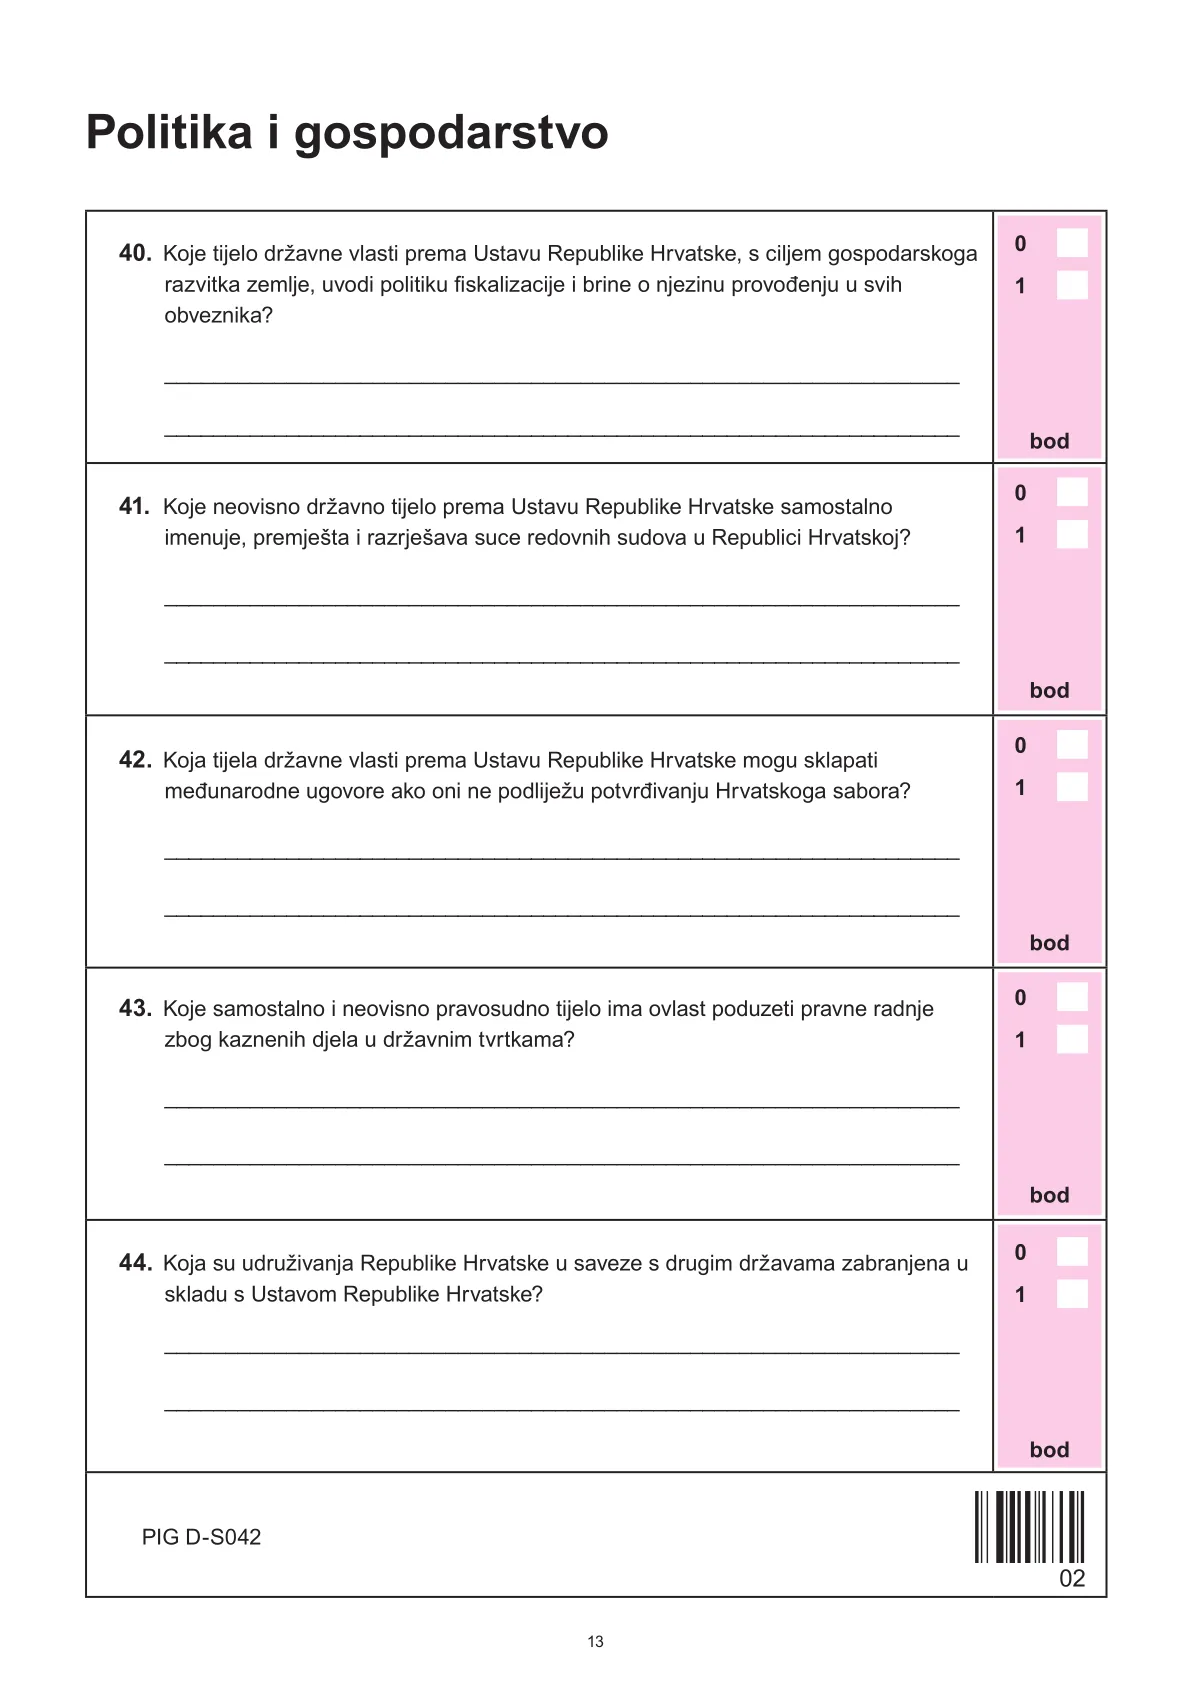 Politika i gospodarstvo
40. Koje tijelo državne vlasti prema Ustavu Republike Hrvatske, s ciljem gospodarskoga
razvitka zemlje, uvodi politiku fiskalizacije i brine o njezinu provođenju u svih
obveznika?
0
1
bod
41. Koje neovisno državno tijelo prema Ustavu Republike Hrvatske samostalno
imenuje, premješta i razrješava suce redovnih sudova u Republici Hrvatskoj?
0
1
bod
42. Koja tijela državne vlasti prema Ustavu Republike Hrvatske mogu sklapati
međunarodne ugovore ako oni ne podliježu potvrđivanju Hrvatskoga sabora?
0
1
bod
43. Koje samostalno i neovisno pravosudno tijelo ima ovlast poduzeti pravne radnje
zbog kaznenih djela u državnim tvrtkama?
0
1
bod
44. Koja su udruživanja Republike Hrvatske u saveze s drugim državama zabranjena u
skladu s Ustavom Republike Hrvatske?
0
1
bod
PIG D-S042
02
13